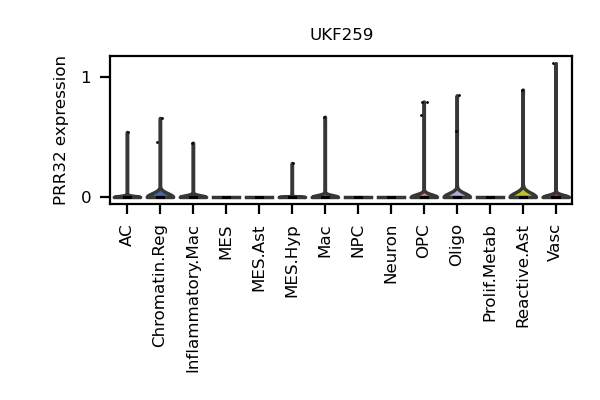 UKF259
PRR32 expression
1
0
AC
Chromatin.Reg
Inflammatory.Mac
MES
MES.Ast
MES.Hyp
Mac
NPC
Neuron
OPC
Oligo
Prolif.Metab
Reactive.Ast
Vasc